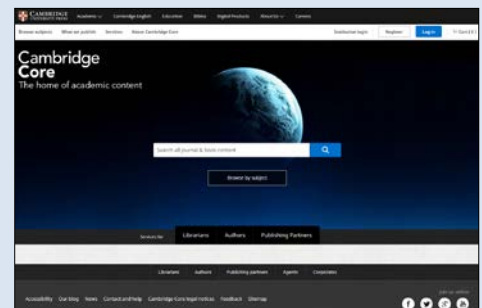 CAMBRIDGE UNIVERSITY PRESS Academic Cambridge English Education Bibles Digital Products About Us Careers
Browse subjects What we publish Services About Cambridge Core Institution login Register Log in Cart ( 0 )
Cambridge
Core
The home of academic content
Search all journal & book content
Browse by subject
Services for Librarians Authors Publishing Partners
Librarians Authors Publishing partners Agents Corporates
Join us online
Accessibility Our blog News Contact and help Cambridge Core legal notices Feedback Sitemap